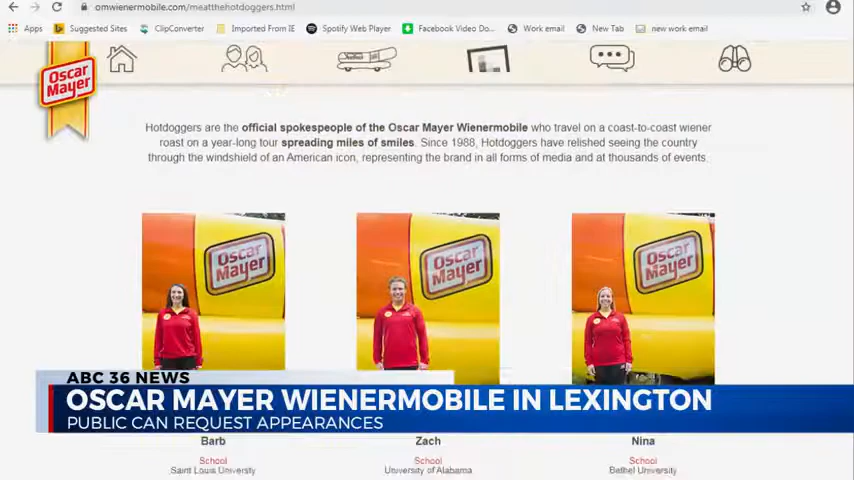 omwienermobile.com/meatthehotdoggers.html
Apps
Suggested Sites
ClipConverter
Imported From IE
Spotify Web Player
Facebook Video Do...
Work email
New Tab
new work email
Oscar
Mayer
Hotdoggers are the official spokespeople of the Oscar Mayer Wienermobile who travel on a coast-to-coast wiener
roast on a year-long tour spreading miles of smiles. Since 1988, Hotdoggers have relished seeing the country
through the windshield of an American icon, representing the brand in all forms of media and at thousands of events.
Oscar
Mayer
Oscar
Mayer
Oscar
Mayer
ABC 36 NEWS
OSCAR MAYER WIENERMOBILE IN LEXINGTON
PUBLIC CAN REQUEST APPEARANCES
Barb
Zach
Nina
School
School
School
Saint Louis University
University of Alabama
Bethel University